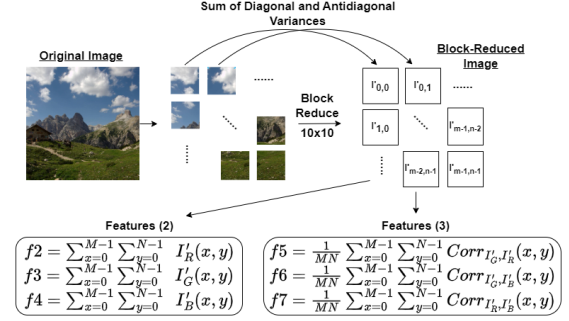 Sum of Diagonal and Antidiagonal
Variances
Original Image
Block-Reduced
Image
......
Block
Reduce
10x10
I'0,0
I'0,1
......
I'1,0
I'm-1,n-2
I'm-2,n-1
I'm-1,n-1
Features (2)
f2 = ∑_{x=0}^{M−1} ∑_{y=0}^{N−1} I'_R(x, y)
f3 = ∑_{x=0}^{M−1} ∑_{y=0}^{N−1} I'_G(x, y)
f4 = ∑_{x=0}^{M−1} ∑_{y=0}^{N−1} I'_B(x, y)
Features (3)
f5 = \frac{1}{MN} ∑_{x=0}^{M−1} ∑_{y=0}^{N−1} Corr_{I'_G,I'_R}(x, y)
f6 = \frac{1}{MN} ∑_{x=0}^{M−1} ∑_{y=0}^{N−1} Corr_{I'_G,I'_B}(x, y)
f7 = \frac{1}{MN} ∑_{x=0}^{M−1} ∑_{y=0}^{N−1} Corr_{I'_R,I'_B}(x, y)